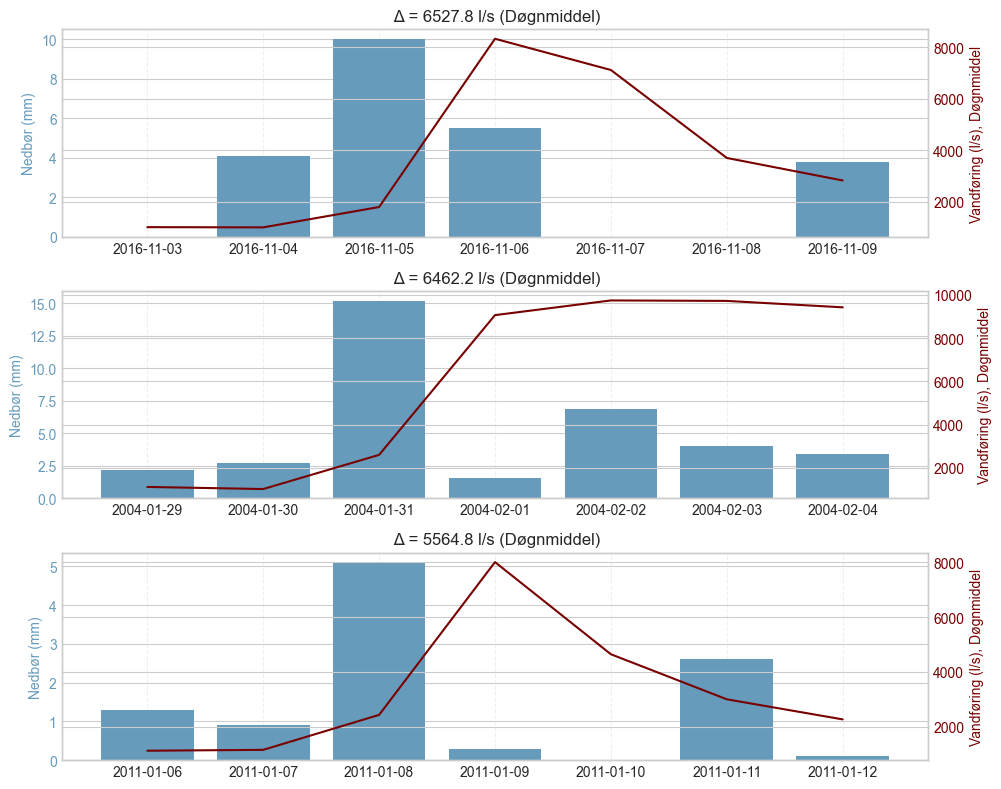 Δ = 6527.8 l/s (Døgnmiddel)
10
8
6
4
2
0
Nedbør (mm)
8000
6000
4000
2000
Vandføring (l/s), Døgnmiddel
2016-11-03 2016-11-04 2016-11-05 2016-11-06 2016-11-07 2016-11-08 2016-11-09
Δ = 6462.2 l/s (Døgnmiddel)
15.0
12.5
10.0
7.5
5.0
2.5
0.0
Nedbør (mm)
10000
8000
6000
4000
2000
Vandføring (l/s), Døgnmiddel
2004-01-29 2004-01-30 2004-01-31 2004-02-01 2004-02-02 2004-02-03 2004-02-04
Δ = 5564.8 l/s (Døgnmiddel)
5
4
3
2
1
0
Nedbør (mm)
8000
6000
4000
2000
Vandføring (l/s), Døgnmiddel
2011-01-06 2011-01-07 2011-01-08 2011-01-09 2011-01-10 2011-01-11 2011-01-12